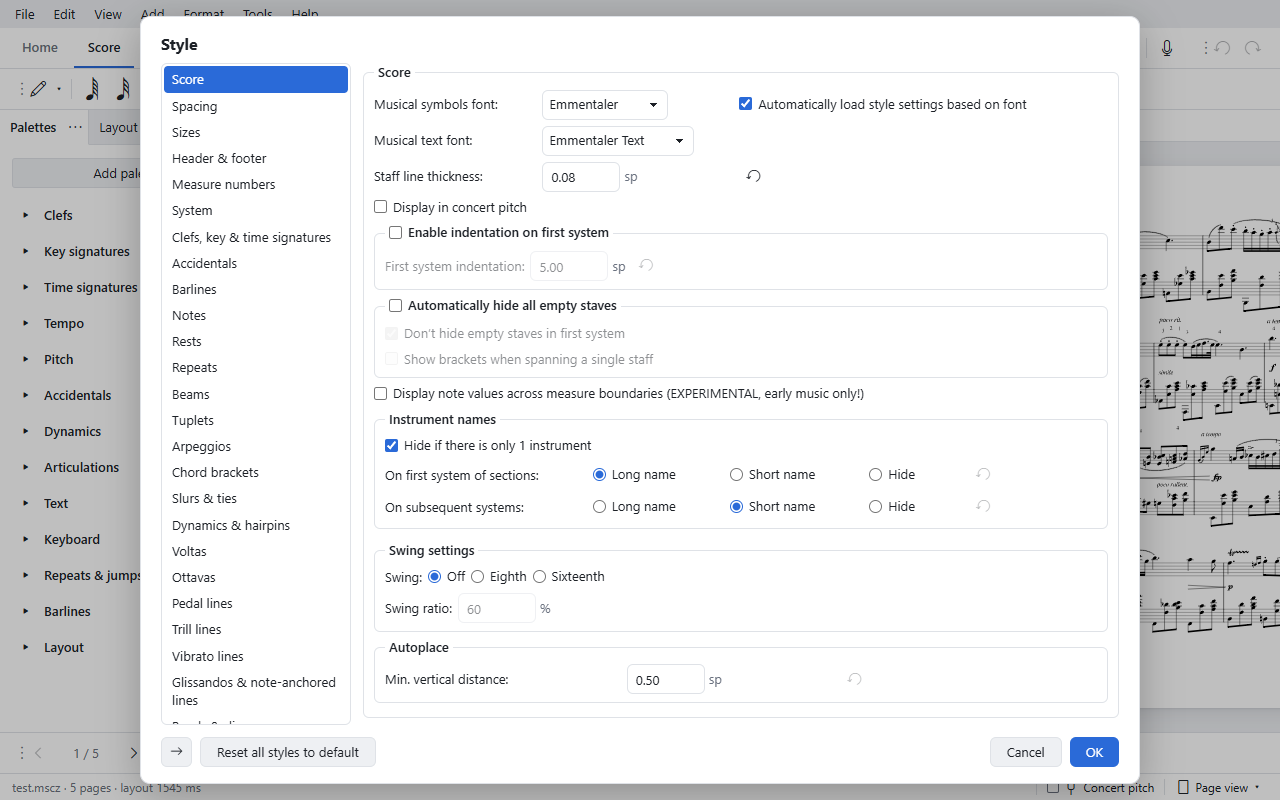 File Edit View Add Format Tools Help
Home Score
Style
Palettes ··· Layout
Clefs
Key signatures
Time signatures
Tempo
Pitch
Accidentals
Dynamics
Articulations
Text
Keyboard
Repeats & jumps
Barlines
Layout
Score
Spacing
Sizes
Header & footer
Measure numbers
System
Clefs, key & time signatures
Accidentals
Barlines
Notes
Rests
Repeats
Beams
Tuplets
Arpeggios
Chord brackets
Slurs & ties
Dynamics & hairpins
Voltas
Ottavas
Pedal lines
Trill lines
Vibrato lines
Glissandos & note-anchored
lines
Score
Musical symbols font: Emmentaler Automatically load style settings based on font
Musical text font: Emmentaler Text
Staff line thickness: 0.08 sp
Display in concert pitch
Enable indentation on first system
First system indentation: 5.00 sp
Automatically hide all empty staves
Don't hide empty staves in first system
Show brackets when spanning a single staff
Display note values across measure boundaries (EXPERIMENTAL, early music only!)
Instrument names
Hide if there is only 1 instrument
On first system of sections: Long name Short name Hide
On subsequent systems: Long name Short name Hide
Swing settings
Swing: Off Eighth Sixteenth
Swing ratio: 60 %
Autoplace
Min. vertical distance: 0.50 sp
paco rit.
simile
a tempo
poco rallent.
fp
p
1 / 5
→ Reset all styles to default Cancel OK
test.mscz · 5 pages · layout 1545 ms Concert pitch Page view